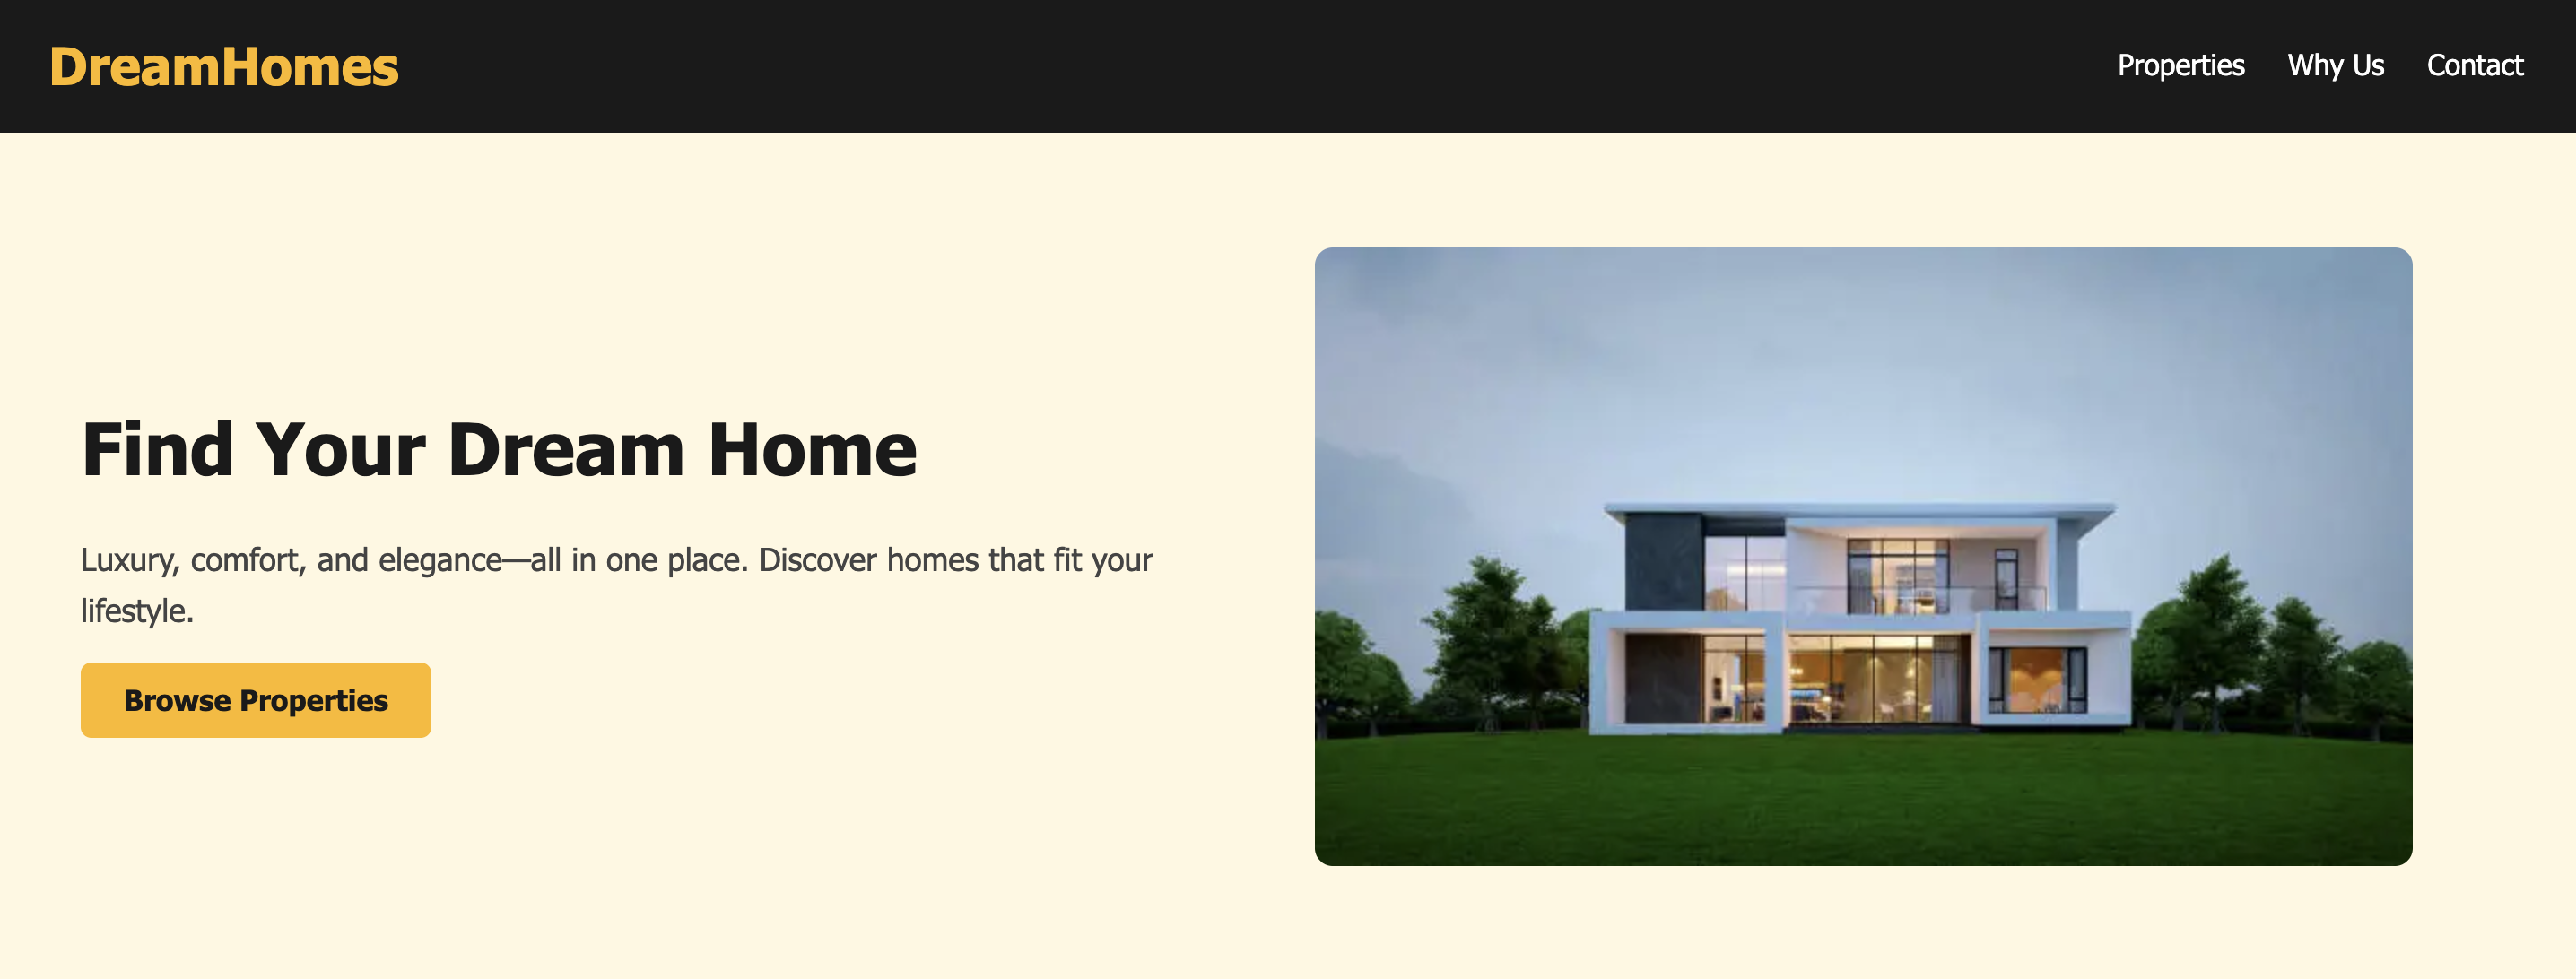 DreamHomes
Properties Why Us Contact
Find Your Dream Home
Luxury, comfort, and elegance—all in one place. Discover homes that fit your
lifestyle.
Browse Properties